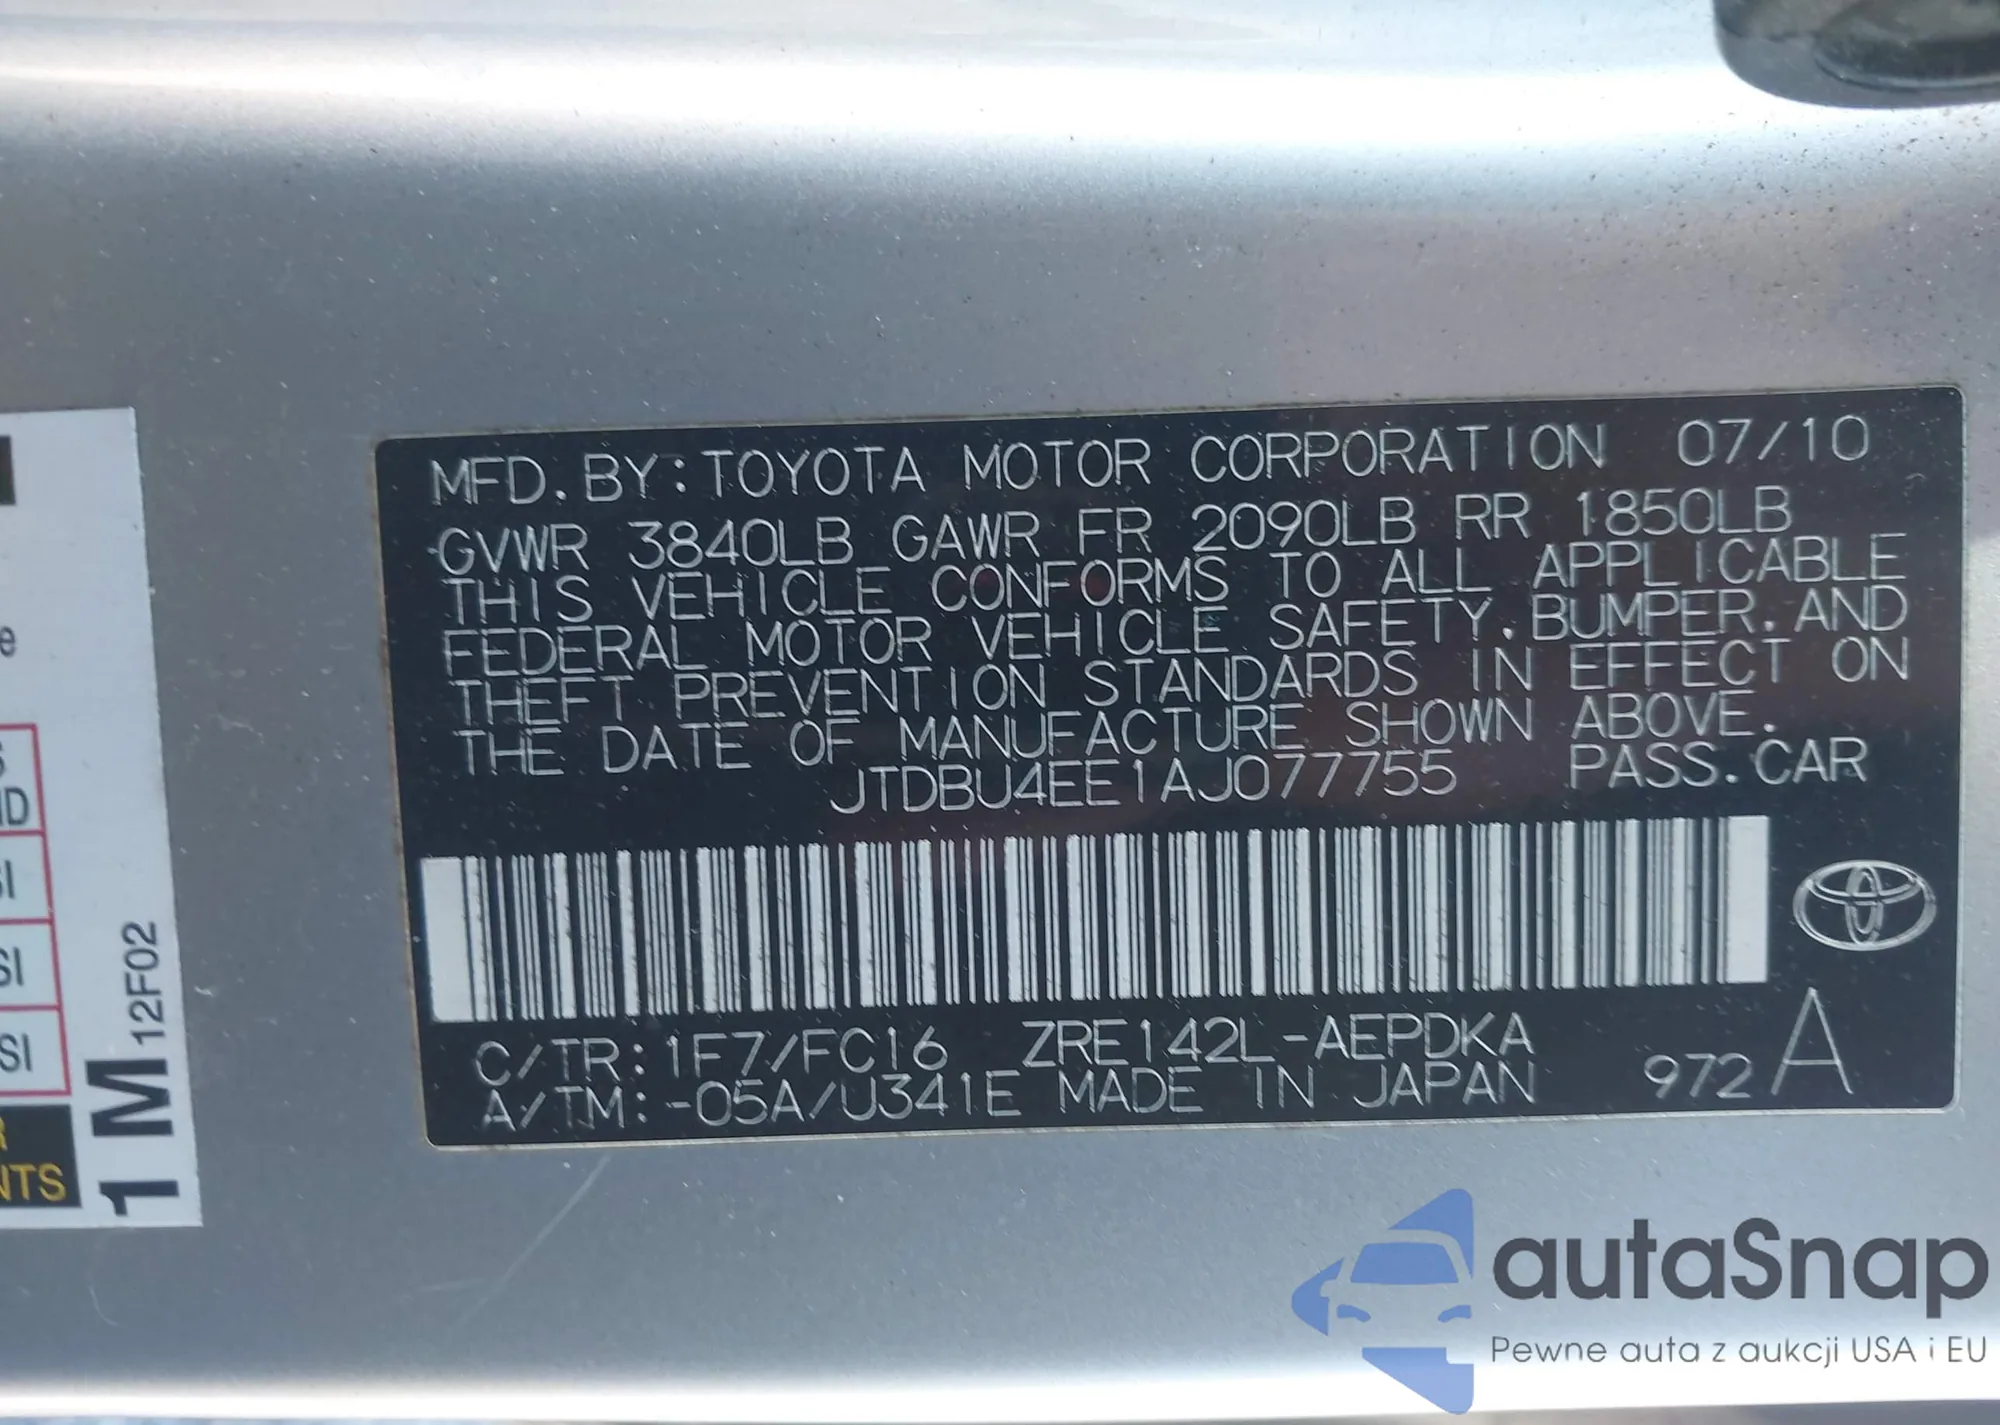 MFD. BY: TOYOTA MOTOR CORPORATION 07/10
GVWR 3840LB GAWR FR 2090LB RR 1850LB
THIS VEHICLE CONFORMS TO ALL APPLICABLE
FEDERAL MOTOR VEHICLE SAFETY, BUMPER, AND
THEFT PREVENTION STANDARDS IN EFFECT ON
THE DATE OF MANUFACTURE SHOWN ABOVE.
JTDBU4EE1AJ077755 PASS. CAR
C/TR: 1F7/FC16 ZRE142L-AEPDKA
A/TM: -05A/U341E MADE IN JAPAN 972 A
1M 12F02
autaSnap
Pewne auta z aukcji USA i EU